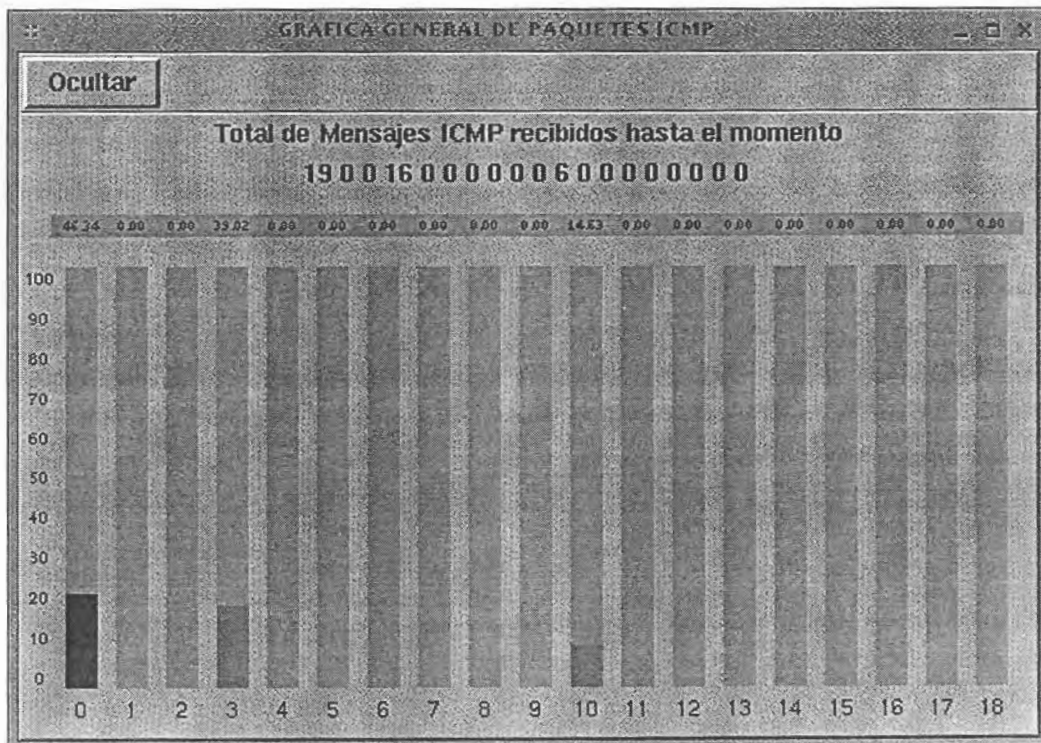 GRAFICA GENERAL DE PAQUETES ICMP
Ocultar
Total de Mensajes ICMP recibidos hasta el momento
19 0 0 16 0 0 0 0 0 0 6 0 0 0 0 0 0 0 0
46.34 0.00 0.00 39.02 0.00 0.00 0.00 0.00 0.00 0.00 14.63 0.00 0.00 0.00 0.00 0.00 0.00 0.00 0.00
100
90
80
70
60
50
40
30
20
10
0
0 1 2 3 4 5 6 7 8 9 10 11 12 13 14 15 16 17 18